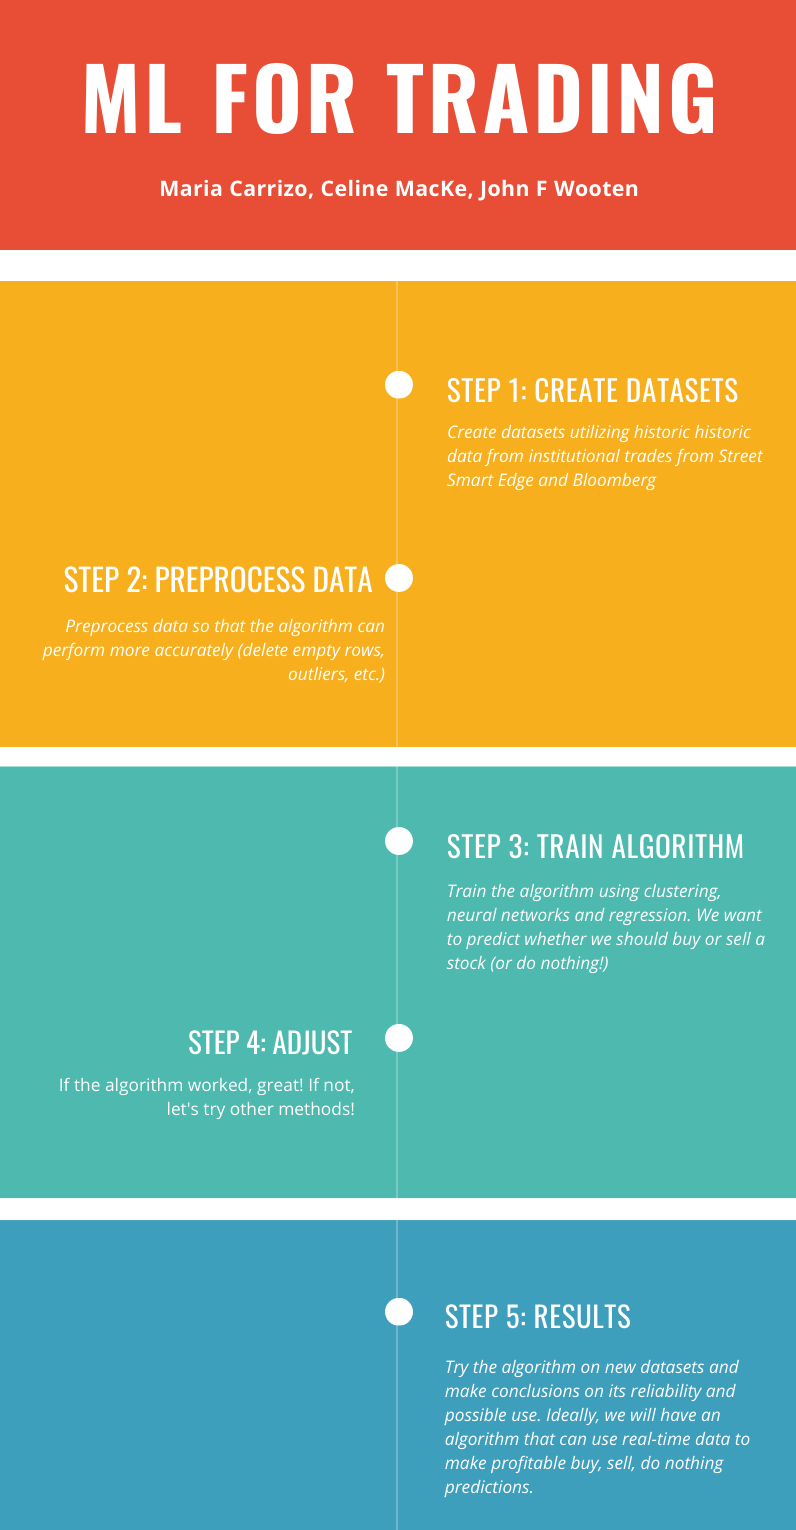 ML FOR TRADING
Maria Carrizo, Celine MacKe, John F Wooten
STEP 1: CREATE DATASETS
Create datasets utilizing historic historic
data from institutional trades from Street
Smart Edge and Bloomberg
STEP 2: PREPROCESS DATA
Preprocess data so that the algorithm can
perform more accurately (delete empty rows,
outliers, etc.)
STEP 3: TRAIN ALGORITHM
Train the algorithm using clustering,
neural networks and regression. We want
to predict whether we should buy or sell a
stock (or do nothing!)
STEP 4: ADJUST
If the algorithm worked, great! If not,
let's try other methods!
STEP 5: RESULTS
Try the algorithm on new datasets and
make conclusions on its reliability and
possible use. Ideally, we will have an
algorithm that can use real-time data to
make profitable buy, sell, do nothing
predictions.